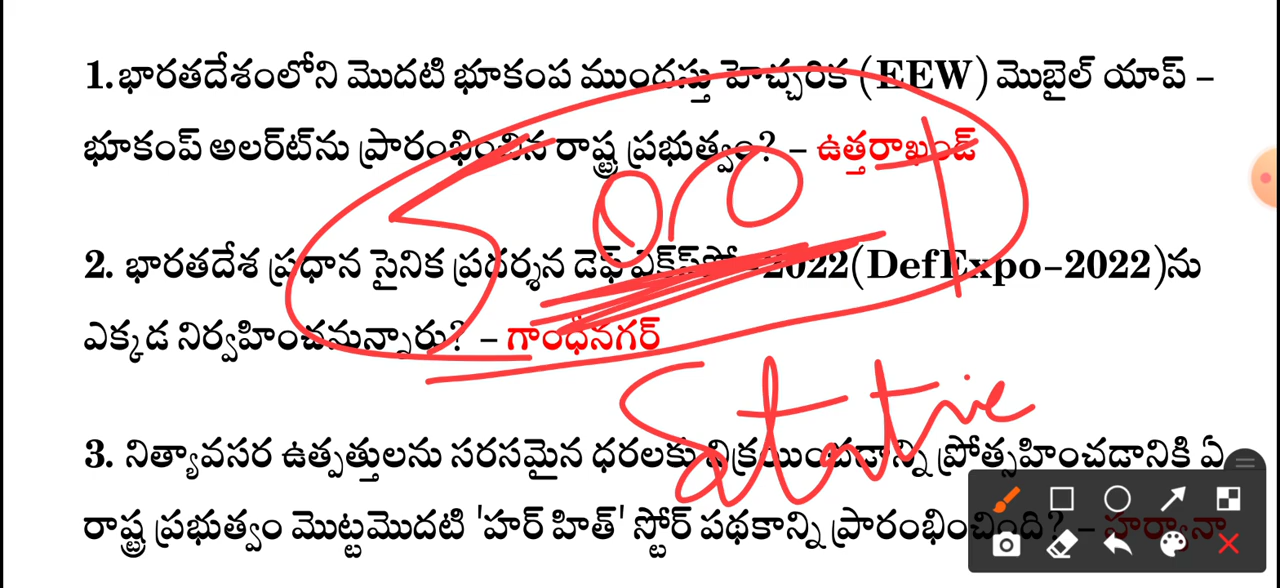 1.భారతదేశంలోని మొదటి భూకంప ముందస్తు హెచ్చరిక (EEW) మొబైల్ యాప్ –
భూకంప్ అలర్ట్‌ను ప్రారంభించిన రాష్ట్ర ప్రభుత్వం? – ఉత్తరాఖండ్
500+
2. భారతదేశ ప్రధాన సైనిక ప్రదర్శన డెఫ్ ఎక్స్‌పో-2022(DefExpo-2022)ను
ఎక్కడ నిర్వహించనున్నారు? – గాంధీనగర్
3. నిత్యావసర ఉత్పత్తులను సరసమైన ధరలకు విక్రయించడాన్ని ప్రోత్సహించడానికి ఏ
రాష్ట్ర ప్రభుత్వం మొట్టమొదటి 'హర్ హిత్' స్టోర్ పథకాన్ని ప్రారంభించింది? – హర్యానా